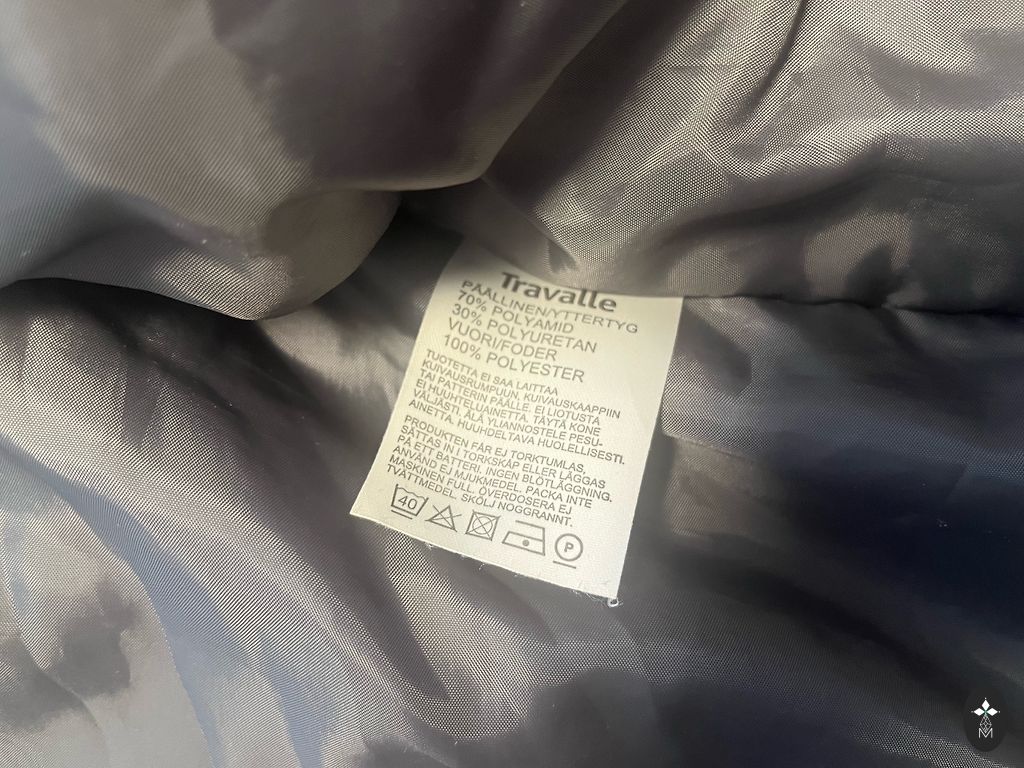 Travalle
PÄÄLLINEN/YTTERTYG
70% POLYAMID
30% POLYURETAN
VUORI/FODER
100% POLYESTER
TUOTETTA EI SAA LAITTAA
KUIVAUSRUMPUUN, KUIVAUSKAAPPIIN
TAI PATTERIN PÄÄLLE. EI LIOTUSTA
EI HUUHTELUAINETTA. TÄYTÄ KONE
VÄLJÄSTI. ÄLÄ YLIANNOSTELE PESU-
AINETTA. HUUHDELTAVA HUOLELLISESTI.
PRODUKTEN FÅR EJ TORKTUMLAS,
SÄTTAS IN I TORKSKÅP ELLER LÄGGAS
PÅ ETT BATTERI. INGEN BLÖTLÄGGNING.
ANVÄND EJ MJUKMEDEL. PACKA INTE
MASKINEN FULL. ÖVERDOSERA EJ
TVÄTTMEDEL. SKÖLJ NOGGRANNT.
40 P
M